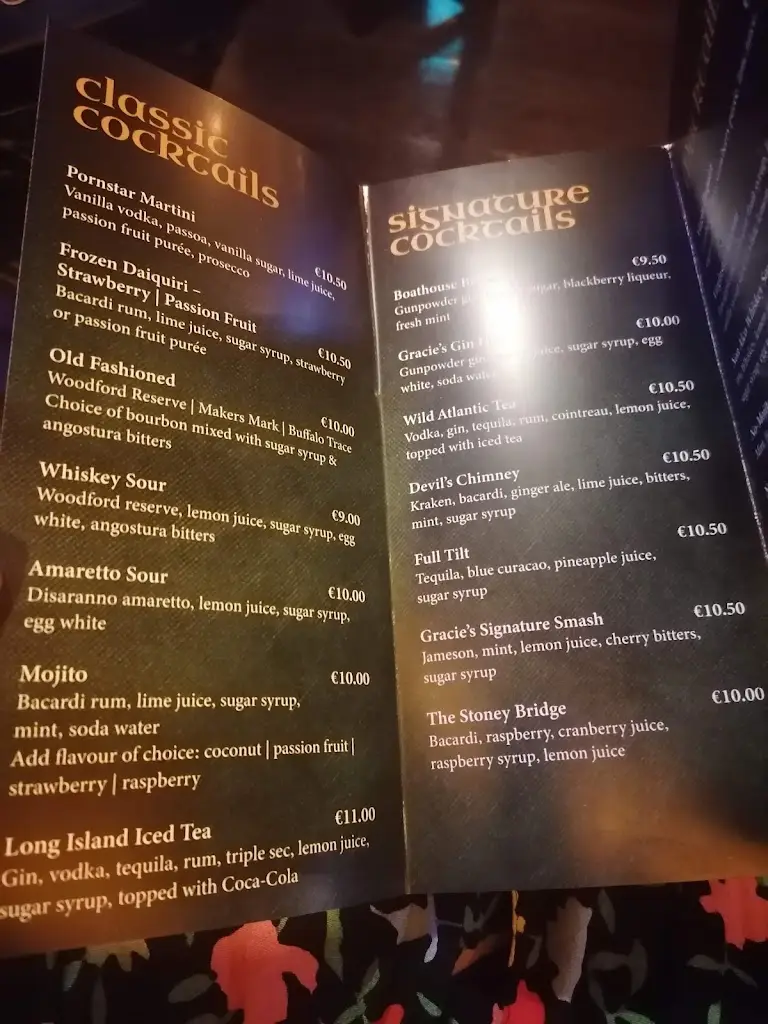 classic
cocktails
Pornstar Martini
€10.50
Vanilla vodka, passoa, vanilla sugar, lime juice,
passion fruit purée, prosecco
Frozen Daiquiri –
Strawberry | Passion Fruit
€10.50
Bacardi rum, lime juice, sugar syrup, strawberry
or passion fruit purée
Old Fashioned
€10.00
Woodford Reserve | Makers Mark | Buffalo Trace
Choice of bourbon mixed with sugar syrup &
angostura bitters
Whiskey Sour
€9.00
Woodford reserve, lemon juice, sugar syrup, egg
white, angostura bitters
Amaretto Sour
€10.00
Disaranno amaretto, lemon juice, sugar syrup,
egg white
Mojito
€10.00
Bacardi rum, lime juice, sugar syrup,
mint, soda water
Add flavour of choice: coconut | passion fruit |
strawberry | raspberry
Long Island Iced Tea
€11.00
Gin, vodka, tequila, rum, triple sec, lemon juice,
sugar syrup, topped with Coca-Cola
signature
cocktails
Boathouse
€9.50
Gunpowder sugar, blackberry liqueur,
fresh mint
Gracie's Gin
€10.00
Gunpowder gin, juice, sugar syrup, egg
white, soda water
Wild Atlantic Tea
€10.50
Vodka, gin, tequila, rum, cointreau, lemon juice,
topped with iced tea
Devil's Chimney
€10.50
Kraken, bacardi, ginger ale, lime juice, bitters,
mint, sugar syrup
Full Tilt
€10.50
Tequila, blue curacao, pineapple juice,
sugar syrup
Gracie's Signature Smash
€10.50
Jameson, mint, lemon juice, cherry bitters,
sugar syrup
The Stoney Bridge
€10.00
Bacardi, raspberry, cranberry juice,
raspberry syrup, lemon juice